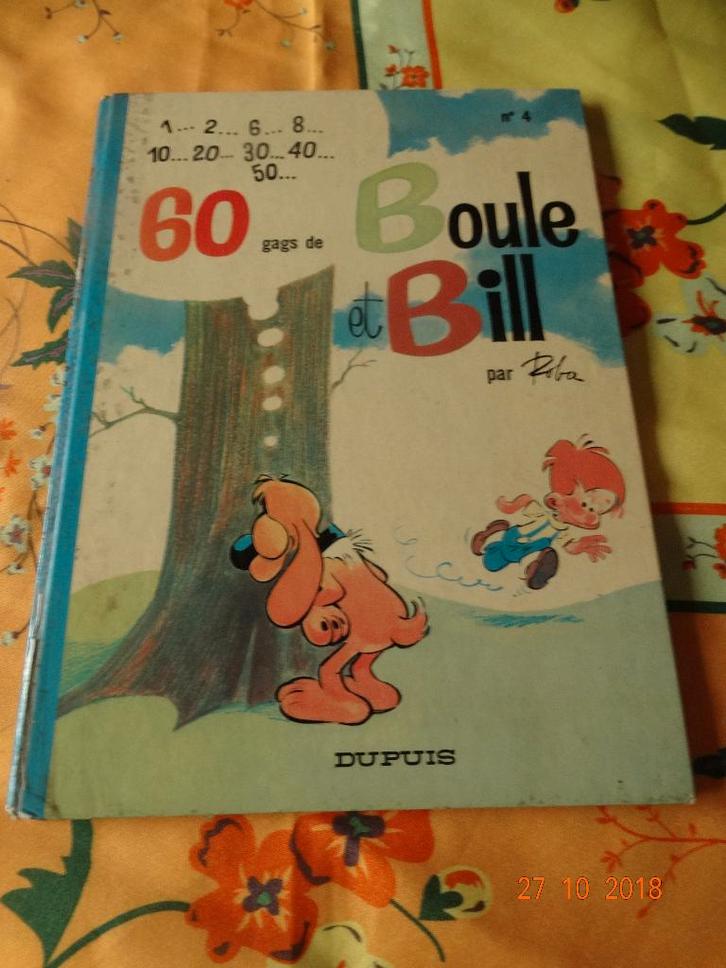 1... 2... 6... 8...
10... 20... 30... 40...
50...
n° 4
60 gags de Boule
et Bill
par Roba
DUPUIS
27 10 2018